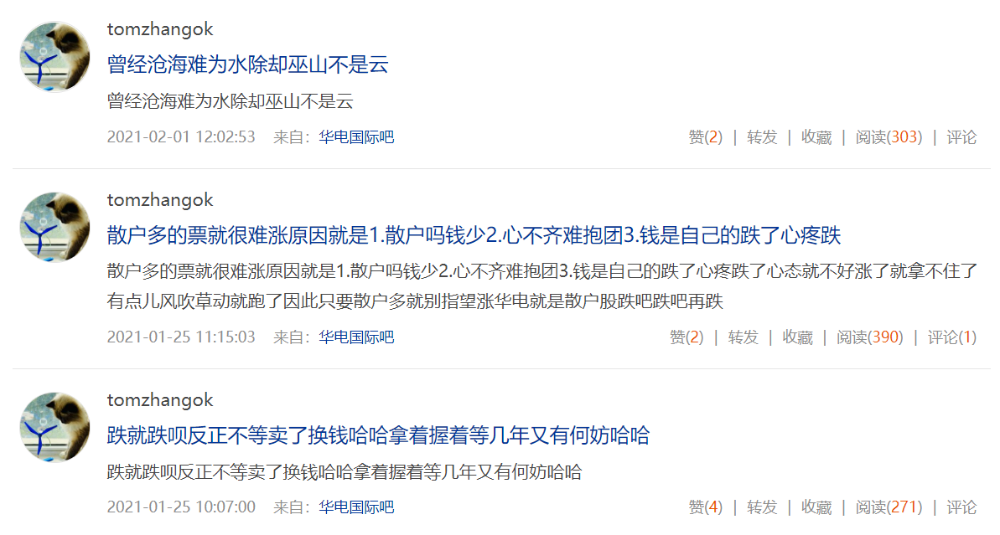 tomzhangok
曾经沧海难为水除却巫山不是云
曾经沧海难为水除却巫山不是云
2021-02-01 12:02:53 来自：华电国际吧 赞(2) | 转发 | 收藏 | 阅读(303) | 评论
tomzhangok
散户多的票就很难涨原因就是1.散户吗钱少2.心不齐难抱团3.钱是自己的跌了心疼跌
散户多的票就很难涨原因就是1.散户吗钱少2.心不齐难抱团3.钱是自己的跌了心疼跌了心态就不好涨了就拿不住了
有点儿风吹草动就跑了因此只要散户多就别指望涨华电就是散户股跌吧跌吧再跌
2021-01-25 11:15:03 来自：华电国际吧 赞(2) | 转发 | 收藏 | 阅读(390) | 评论(1)
tomzhangok
跌就跌呗反正不等卖了换钱哈哈拿着握着等几年又有何妨哈哈
跌就跌呗反正不等卖了换钱哈哈拿着握着等几年又有何妨哈哈
2021-01-25 10:07:00 来自：华电国际吧 赞(4) | 转发 | 收藏 | 阅读(271) | 评论